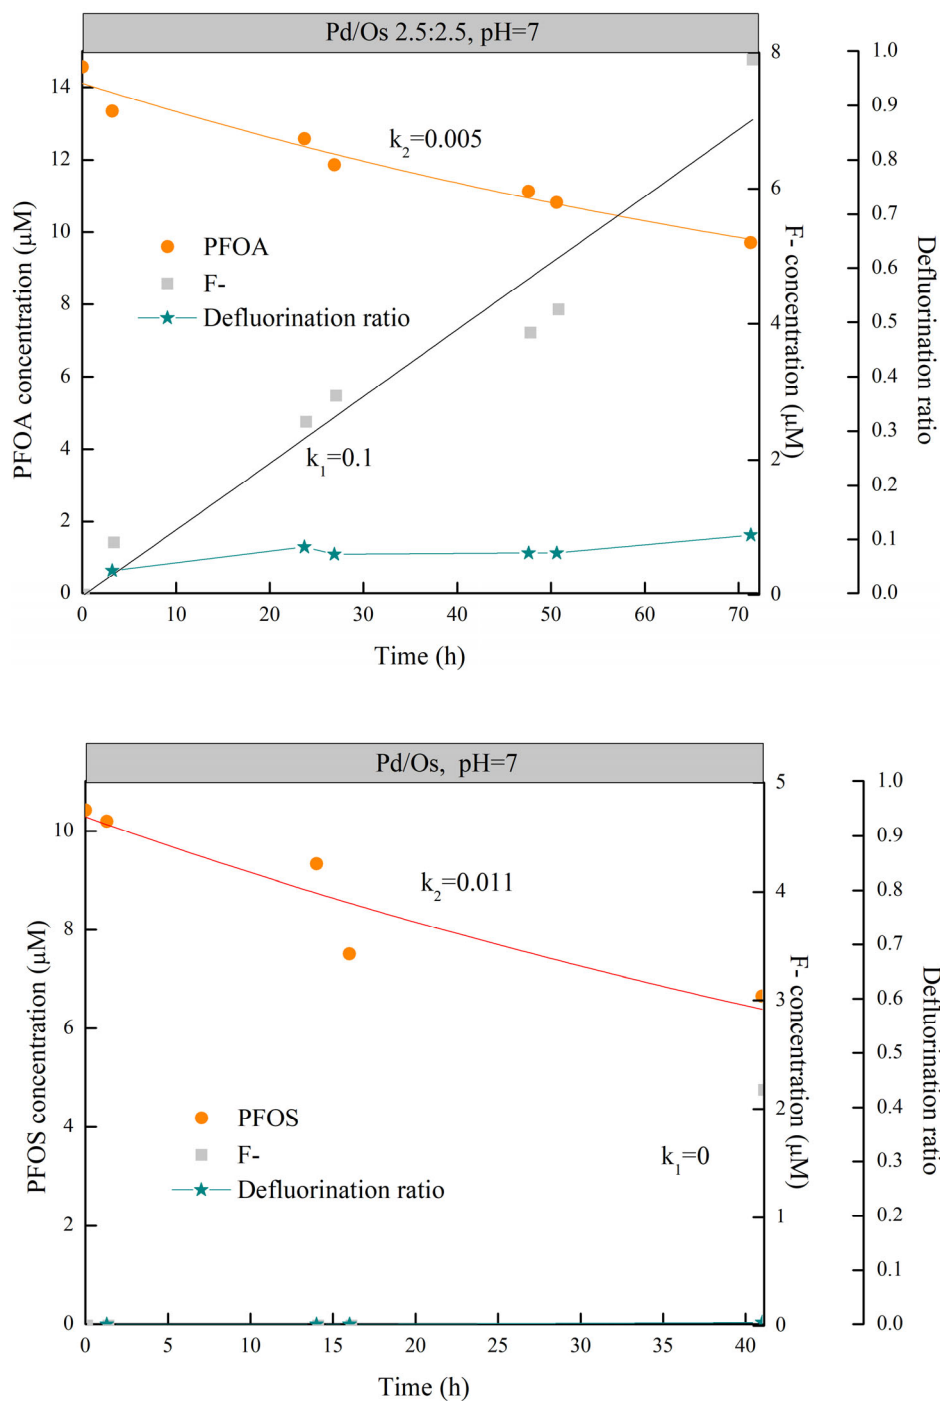 Pd/Os 2.5:2.5, pH=7
14
12
10
8
6
4
2
0
PFOA concentration (μM)
k₂=0.005
PFOA
F-
Defluorination ratio
k₁=0.1
8
6
4
2
0
F- concentration (μM)
1.0
0.9
0.8
0.7
0.6
0.5
0.4
0.3
0.2
0.1
0.0
Defluorination ratio
0 10 20 30 40 50 60 70
Time (h)
Pd/Os, pH=7
10
8
6
4
2
0
PFOS concentration (μM)
k₂=0.011
PFOS
F-
Defluorination ratio
k₁=0
5
4
3
2
1
0
F- concentration (μM)
1.0
0.9
0.8
0.7
0.6
0.5
0.4
0.3
0.2
0.1
0.0
Defluorination ratio
0 5 10 15 20 25 30 35 40
Time (h)